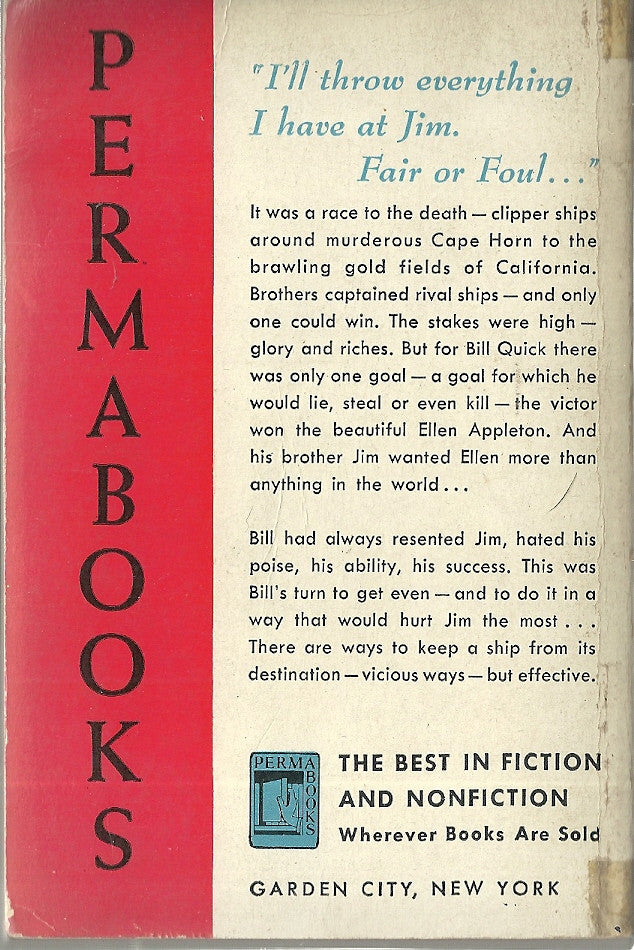 PERMABOOKS
"I'll throw everything
I have at Jim.
Fair or Foul..."
It was a race to the death — clipper ships
around murderous Cape Horn to the
brawling gold fields of California.
Brothers captained rival ships — and only
one could win. The stakes were high —
glory and riches. But for Bill Quick there
was only one goal — a goal for which he
would lie, steal or even kill — the victor
won the beautiful Ellen Appleton. And
his brother Jim wanted Ellen more than
anything in the world...
Bill had always resented Jim, hated his
poise, his ability, his success. This was
Bill's turn to get even — and to do it in a
way that would hurt Jim the most . . .
There are ways to keep a ship from its
destination — vicious ways — but effective.
PERMABOOKS
THE BEST IN FICTION
AND NONFICTION
Wherever Books Are Sold
GARDEN CITY, NEW YORK